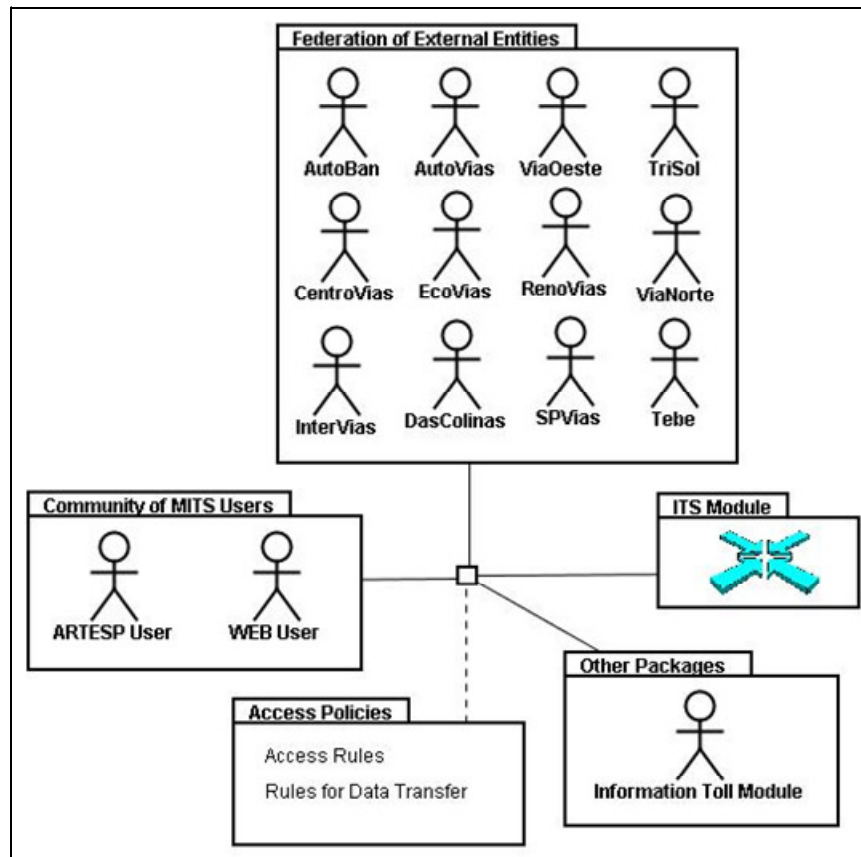 Federation of External Entities
AutoBan AutoVias ViaOeste TriSol
CentroVias EcoVias RenoVias ViaNorte
InterVias DasColinas SPVias Tebe
Community of MITS Users
ARTESP User WEB User
ITS Module
Other Packages
Information Toll Module
Access Policies
Access Rules
Rules for Data Transfer